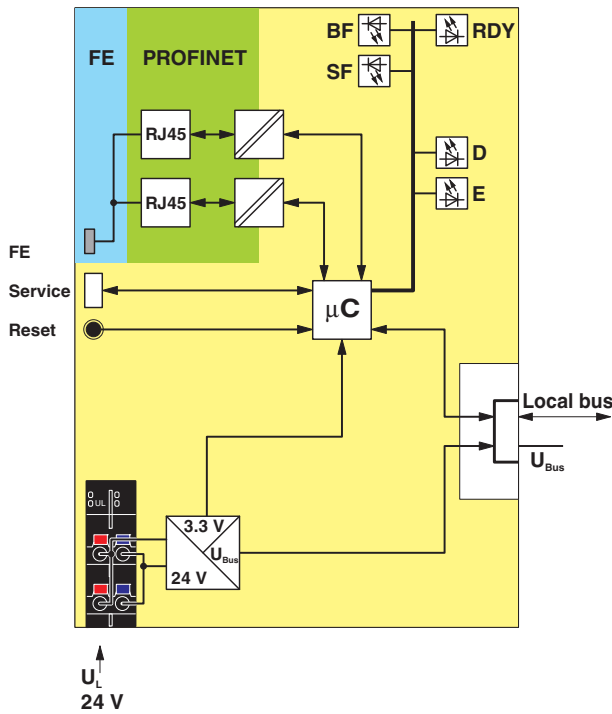 BF
RDY
FE
PROFINET
SF
RJ45
D
RJ45
E
FE
Service
µC
Reset
Local bus
U Bus
UL
3.3 V
U Bus
24 V
U L
24 V